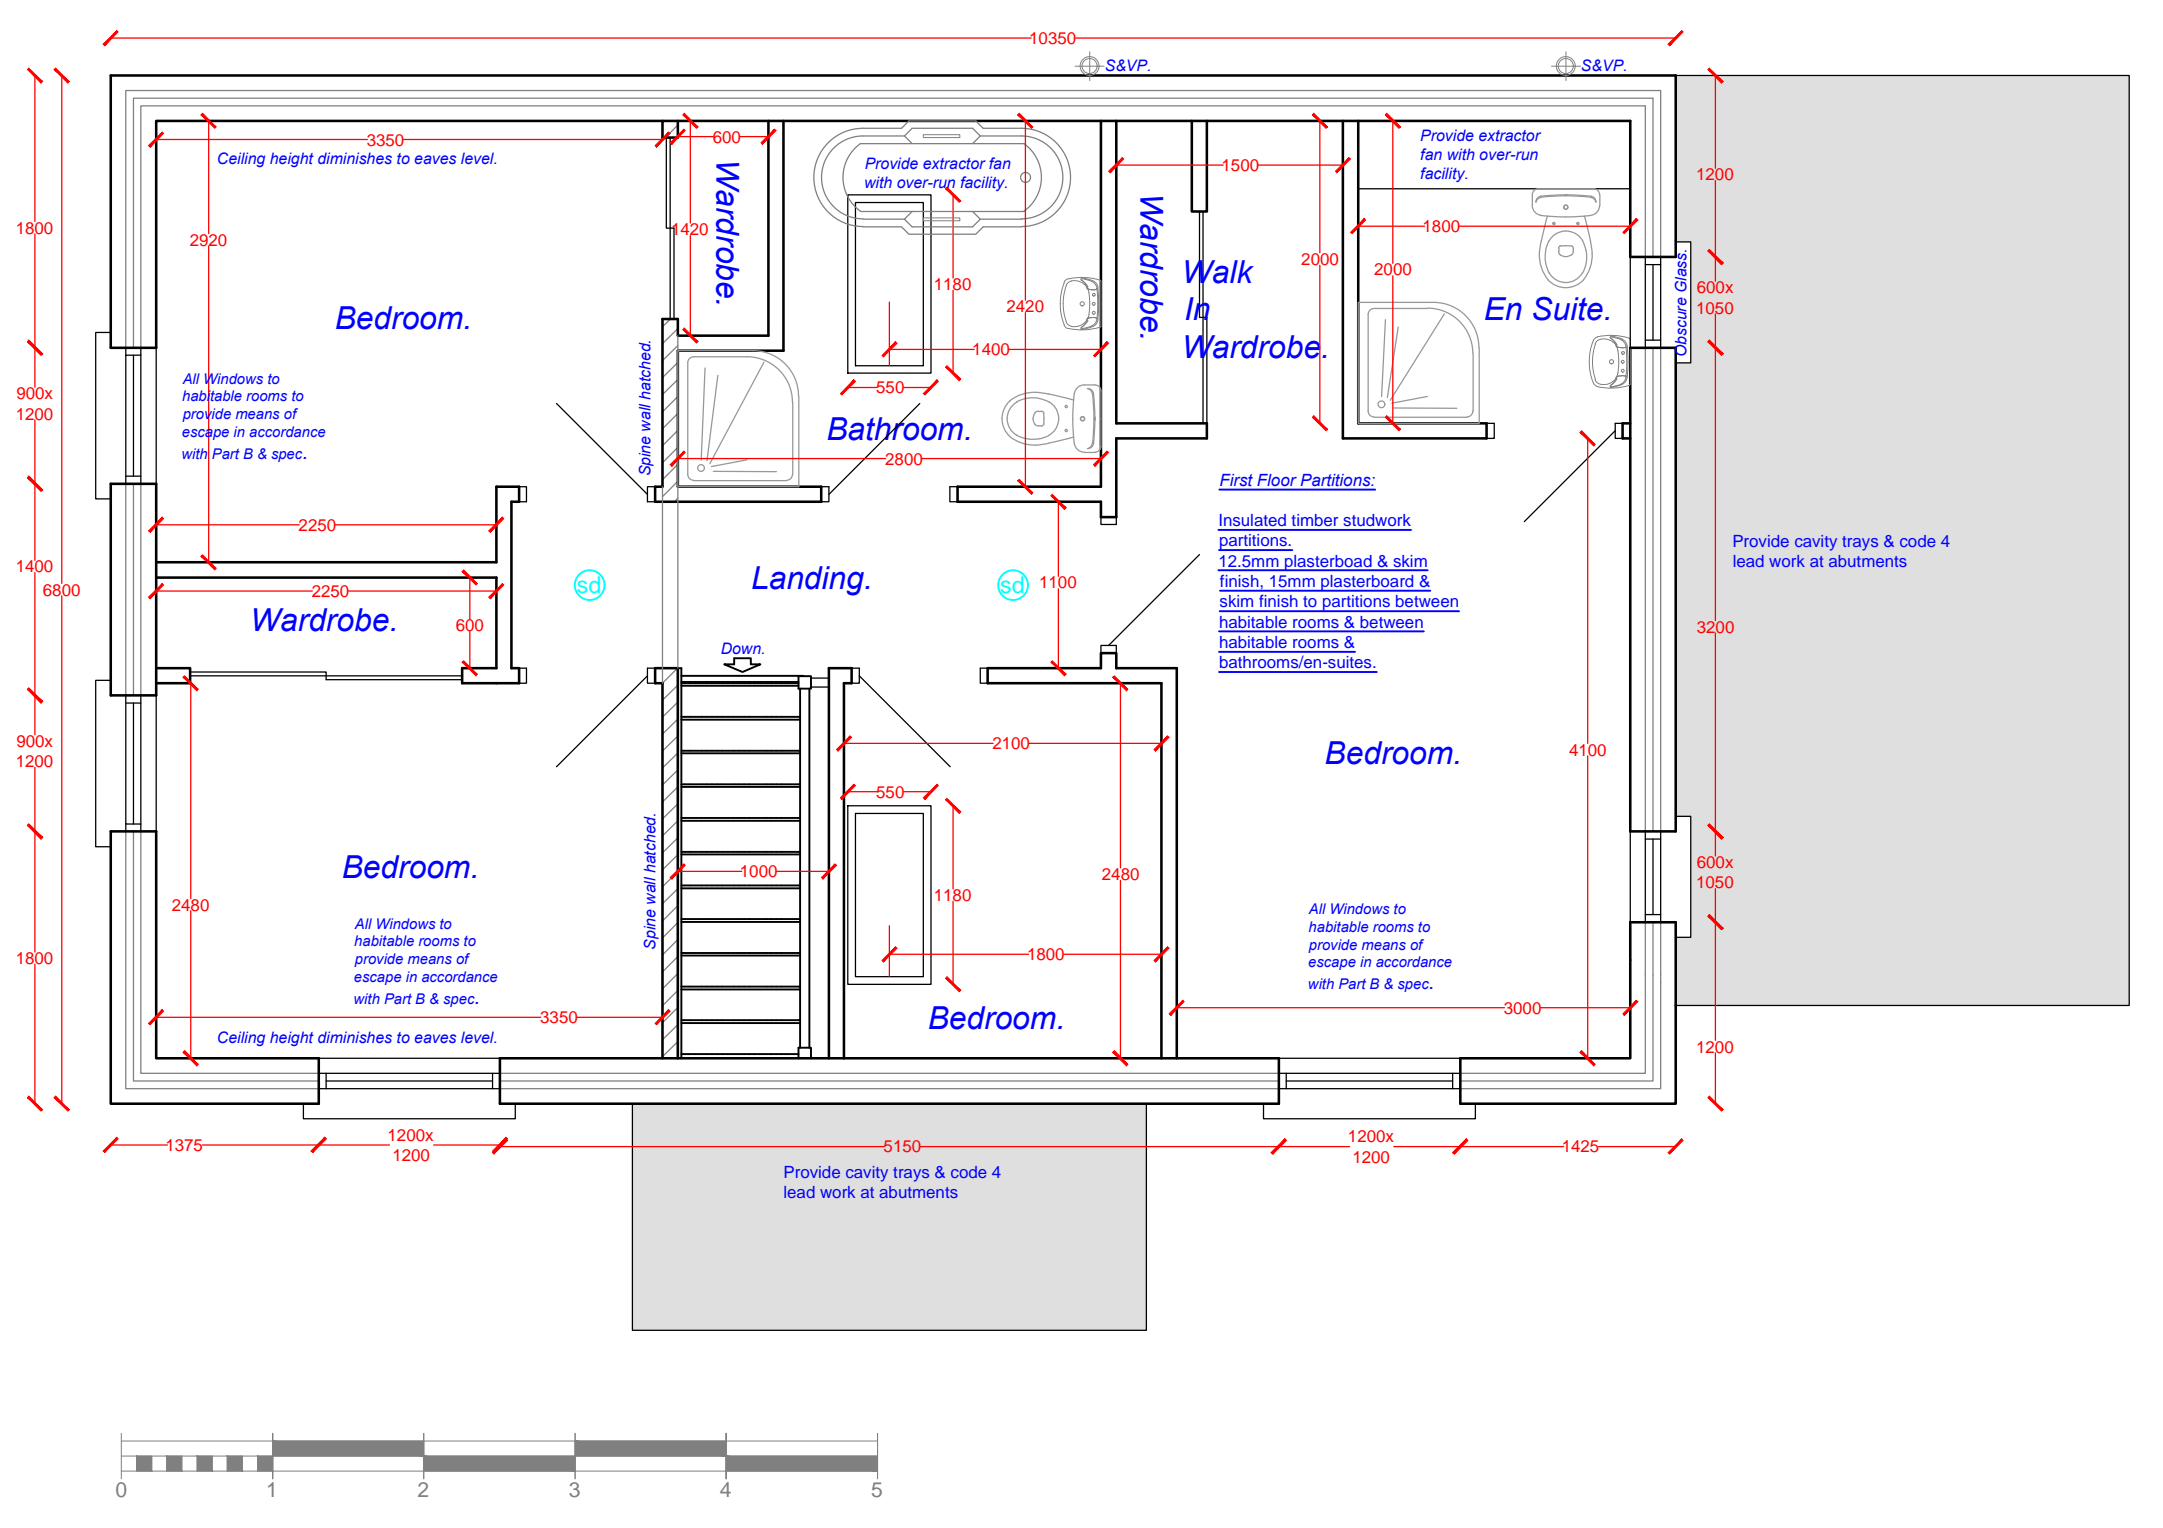 10350
S&VP.
S&VP.
3350
Ceiling height diminishes to eaves level.
600
Provide extractor fan
with over-run facility.
1500
Provide extractor
fan with over-run
facility.
1200
1800
2920
Wardrobe.
1420
1180
2420
Wardrobe.
Walk
In
Wardrobe.
2000
2000
1800
En Suite.
Obscure Glass.
600x
1050
Bedroom.
Spine wall hatched.
1400
550
900x
1200
All Windows to
habitable rooms to
provide means of
escape in accordance
with Part B & spec.
Bathroom.
2800
First Floor Partitions:
Insulated timber studwork
partitions.
12.5mm plasterboad & skim
finish, 15mm plasterboard &
skim finish to partitions between
habitable rooms & between
habitable rooms &
bathrooms/en-suites.
2250
1400
6800
2250
Wardrobe.
600
sd
Landing.
sd
1100
Down.
Provide cavity trays & code 4
lead work at abutments
3200
900x
1200
2100
Bedroom.
4100
550
Bedroom.
Spine wall hatched.
1000
1180
2480
600x
1050
2480
All Windows to
habitable rooms to
provide means of
escape in accordance
with Part B & spec.
All Windows to
habitable rooms to
provide means of
escape in accordance
with Part B & spec.
1800
1800
3350
Bedroom.
3000
Ceiling height diminishes to eaves level.
1200
1375
1200x
1200
5150
1200x
1200
1425
Provide cavity trays & code 4
lead work at abutments
0 1 2 3 4 5